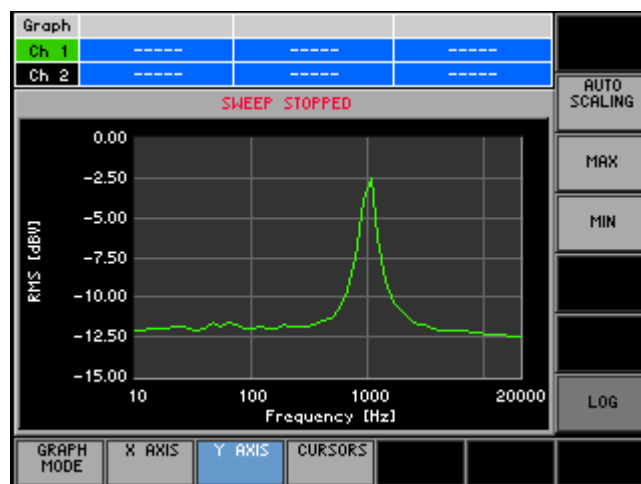 Graph
Ch 1 ----- ----- -----
Ch 2 ----- ----- -----
SWEEP STOPPED
AUTO
SCALING
MAX
MIN
LOG
RMS [dBV]
0.00
-2.50
-5.00
-7.50
-10.00
-12.50
-15.00
10 100 1000 20000
Frequency [Hz]
GRAPH
MODE
X AXIS
Y AXIS
CURSORS